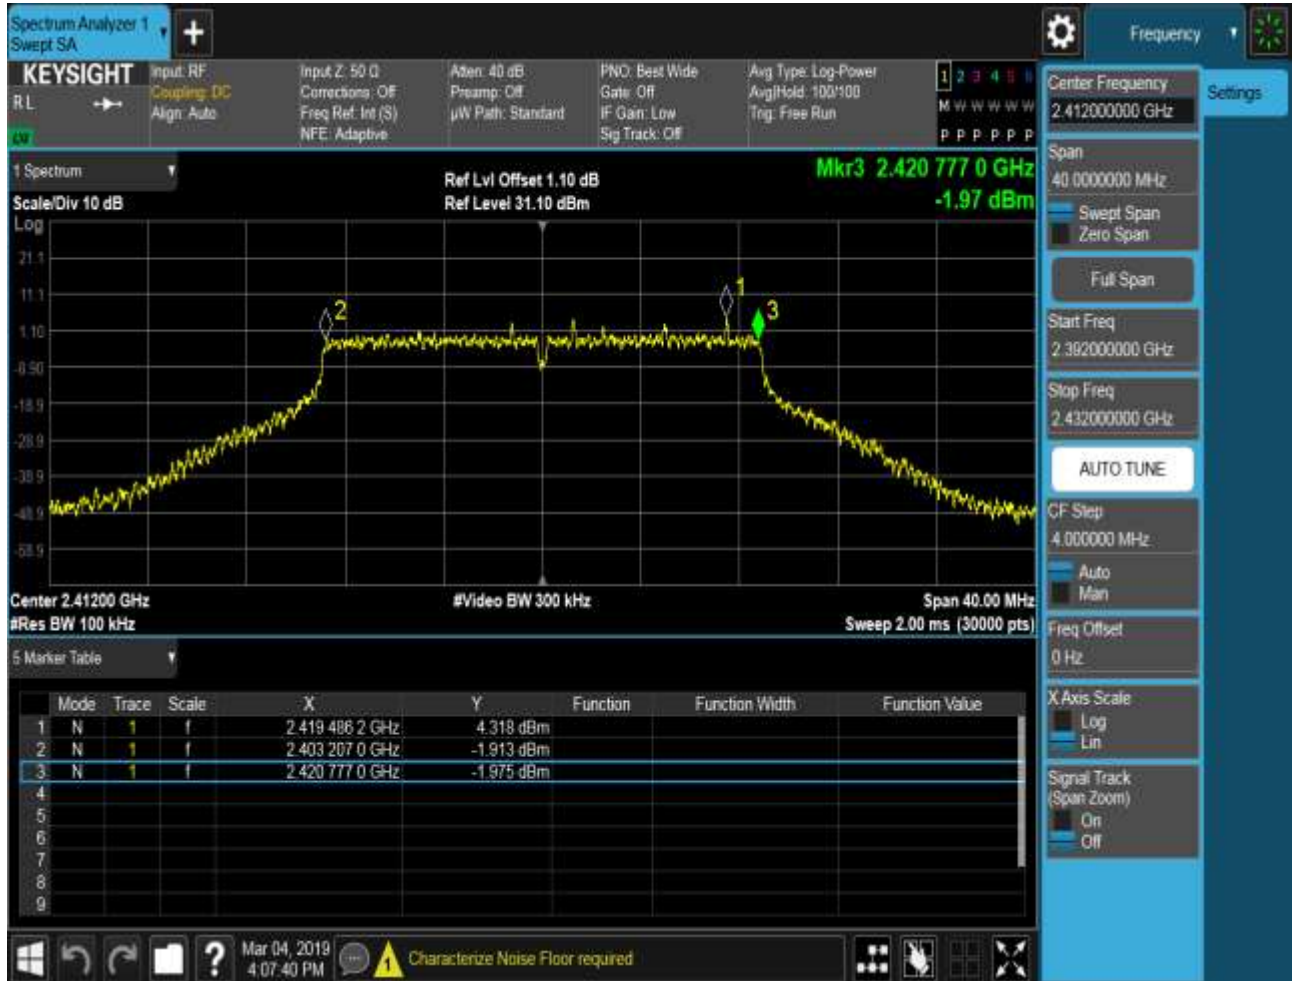 Spectrum Analyzer 1
Swept SA
Frequency
KEYSIGHT
RL
Input: RF
Coupling: DC
Align: Auto
Input Z: 50 Ω
Corrections: Off
Freq Ref: Int (S)
NFE: Adaptive
Atten: 40 dB
Preamp: Off
µW Path: Standard
PNO: Best Wide
Gate: Off
IF Gain: Low
Sig Track: Off
Avg Type: Log-Power
Avg|Hold: 100/100
Trig: Free Run
1 2 3 4 5 6
M W W W W W
P P P P P P
1 Spectrum
Scale/Div 10 dB
Ref Lvl Offset 1.10 dB
Ref Level 31.10 dBm
Mkr3 2.420 777 0 GHz
-1.97 dBm
Log
21.1
11.1
1.10
-8.90
-18.9
-28.9
-38.9
-48.9
-58.9
2
1
3
Center 2.41200 GHz
#Video BW 300 kHz
Span 40.00 MHz
#Res BW 100 kHz
Sweep 2.00 ms (30000 pts)
5 Marker Table
Mode Trace Scale X Y Function Function Width Function Value
1 N 1 f 2.419 486 2 GHz 4.318 dBm
2 N 1 f 2.403 207 0 GHz -1.913 dBm
3 N 1 f 2.420 777 0 GHz -1.975 dBm
4
5
6
7
8
9
Mar 04, 2019
4:07:40 PM
1
Characterize Noise Floor required
Center Frequency
2.412000000 GHz
Settings
Span
40.0000000 MHz
Swept Span
Zero Span
Full Span
Start Freq
2.392000000 GHz
Stop Freq
2.432000000 GHz
AUTO TUNE
CF Step
4.000000 MHz
Auto
Man
Freq Offset
0 Hz
X Axis Scale
Log
Lin
Signal Track
(Span Zoom)
On
Off